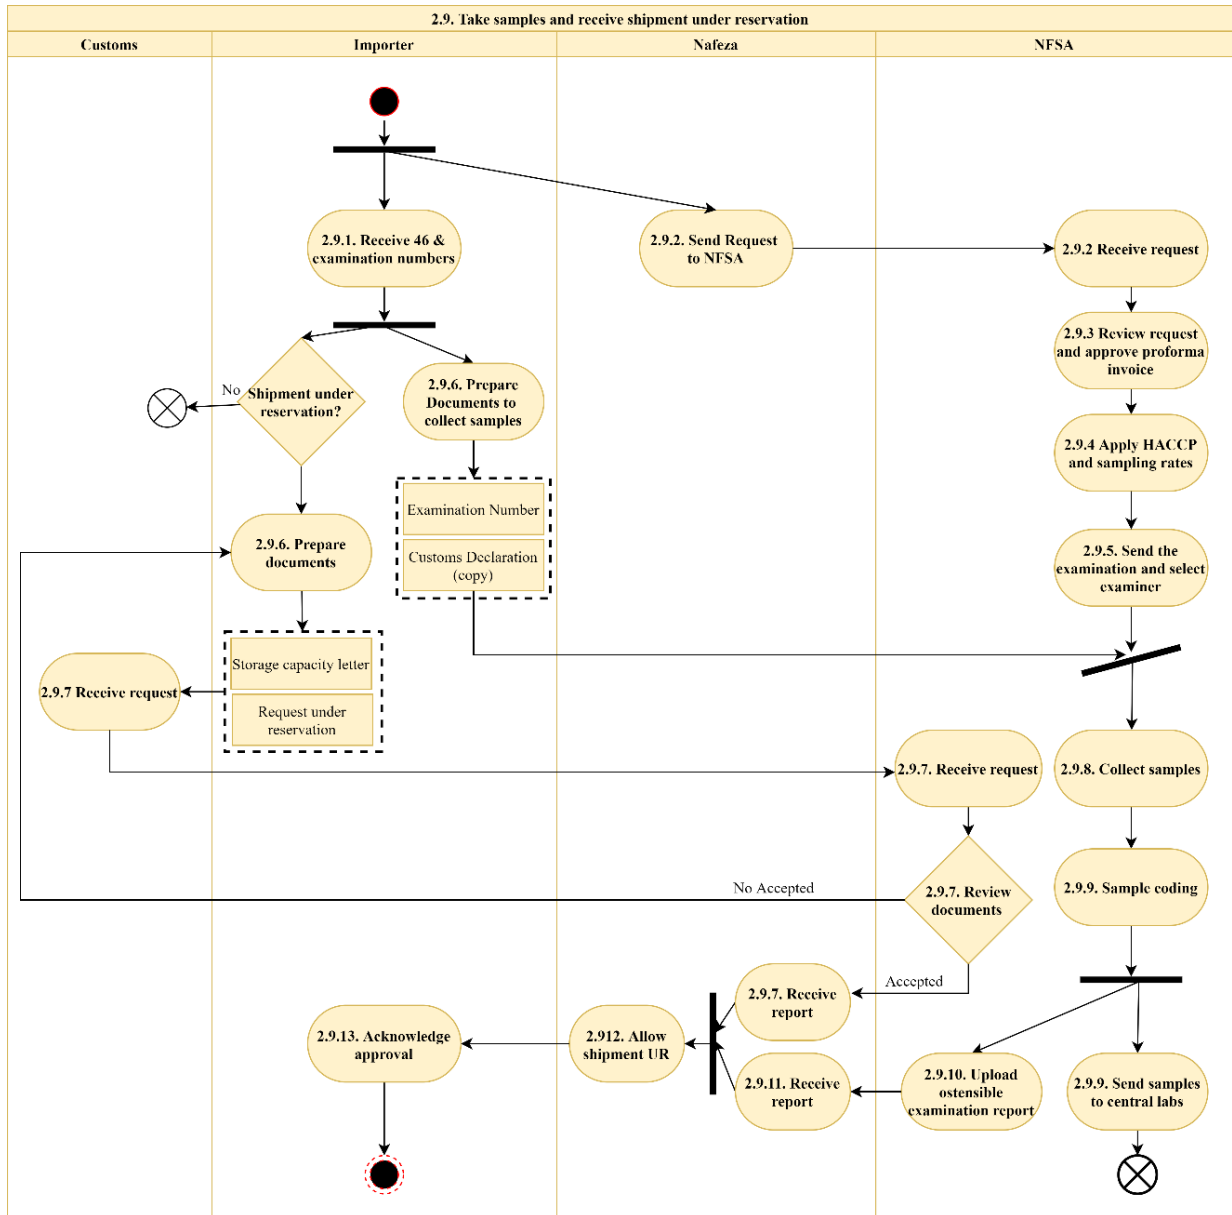 2.9. Take samples and receive shipment under reservation
Customs
Importer
Nafeza
NFSA
2.9.1. Receive 46 &
examination numbers
2.9.2. Send Request
to NFSA
2.9.2 Receive request
2.9.3 Review request
and approve proforma
invoice
No
Shipment under
reservation?
2.9.6. Prepare
Documents to
collect samples
2.9.4 Apply HACCP
and sampling rates
Examination Number
Customs Declaration
(copy)
2.9.6. Prepare
documents
2.9.5. Send the
examination and select
examiner
Storage capacity letter
Request under
reservation
2.9.7 Receive request
2.9.7. Receive request
2.9.8. Collect samples
No Accepted
2.9.7. Review
documents
2.9.9. Sample coding
Accepted
2.9.7. Receive
report
2.9.13. Acknowledge
approval
2.912. Allow
shipment UR
2.9.11. Receive
report
2.9.10. Upload
ostensible
examination report
2.9.9. Send samples
to central labs